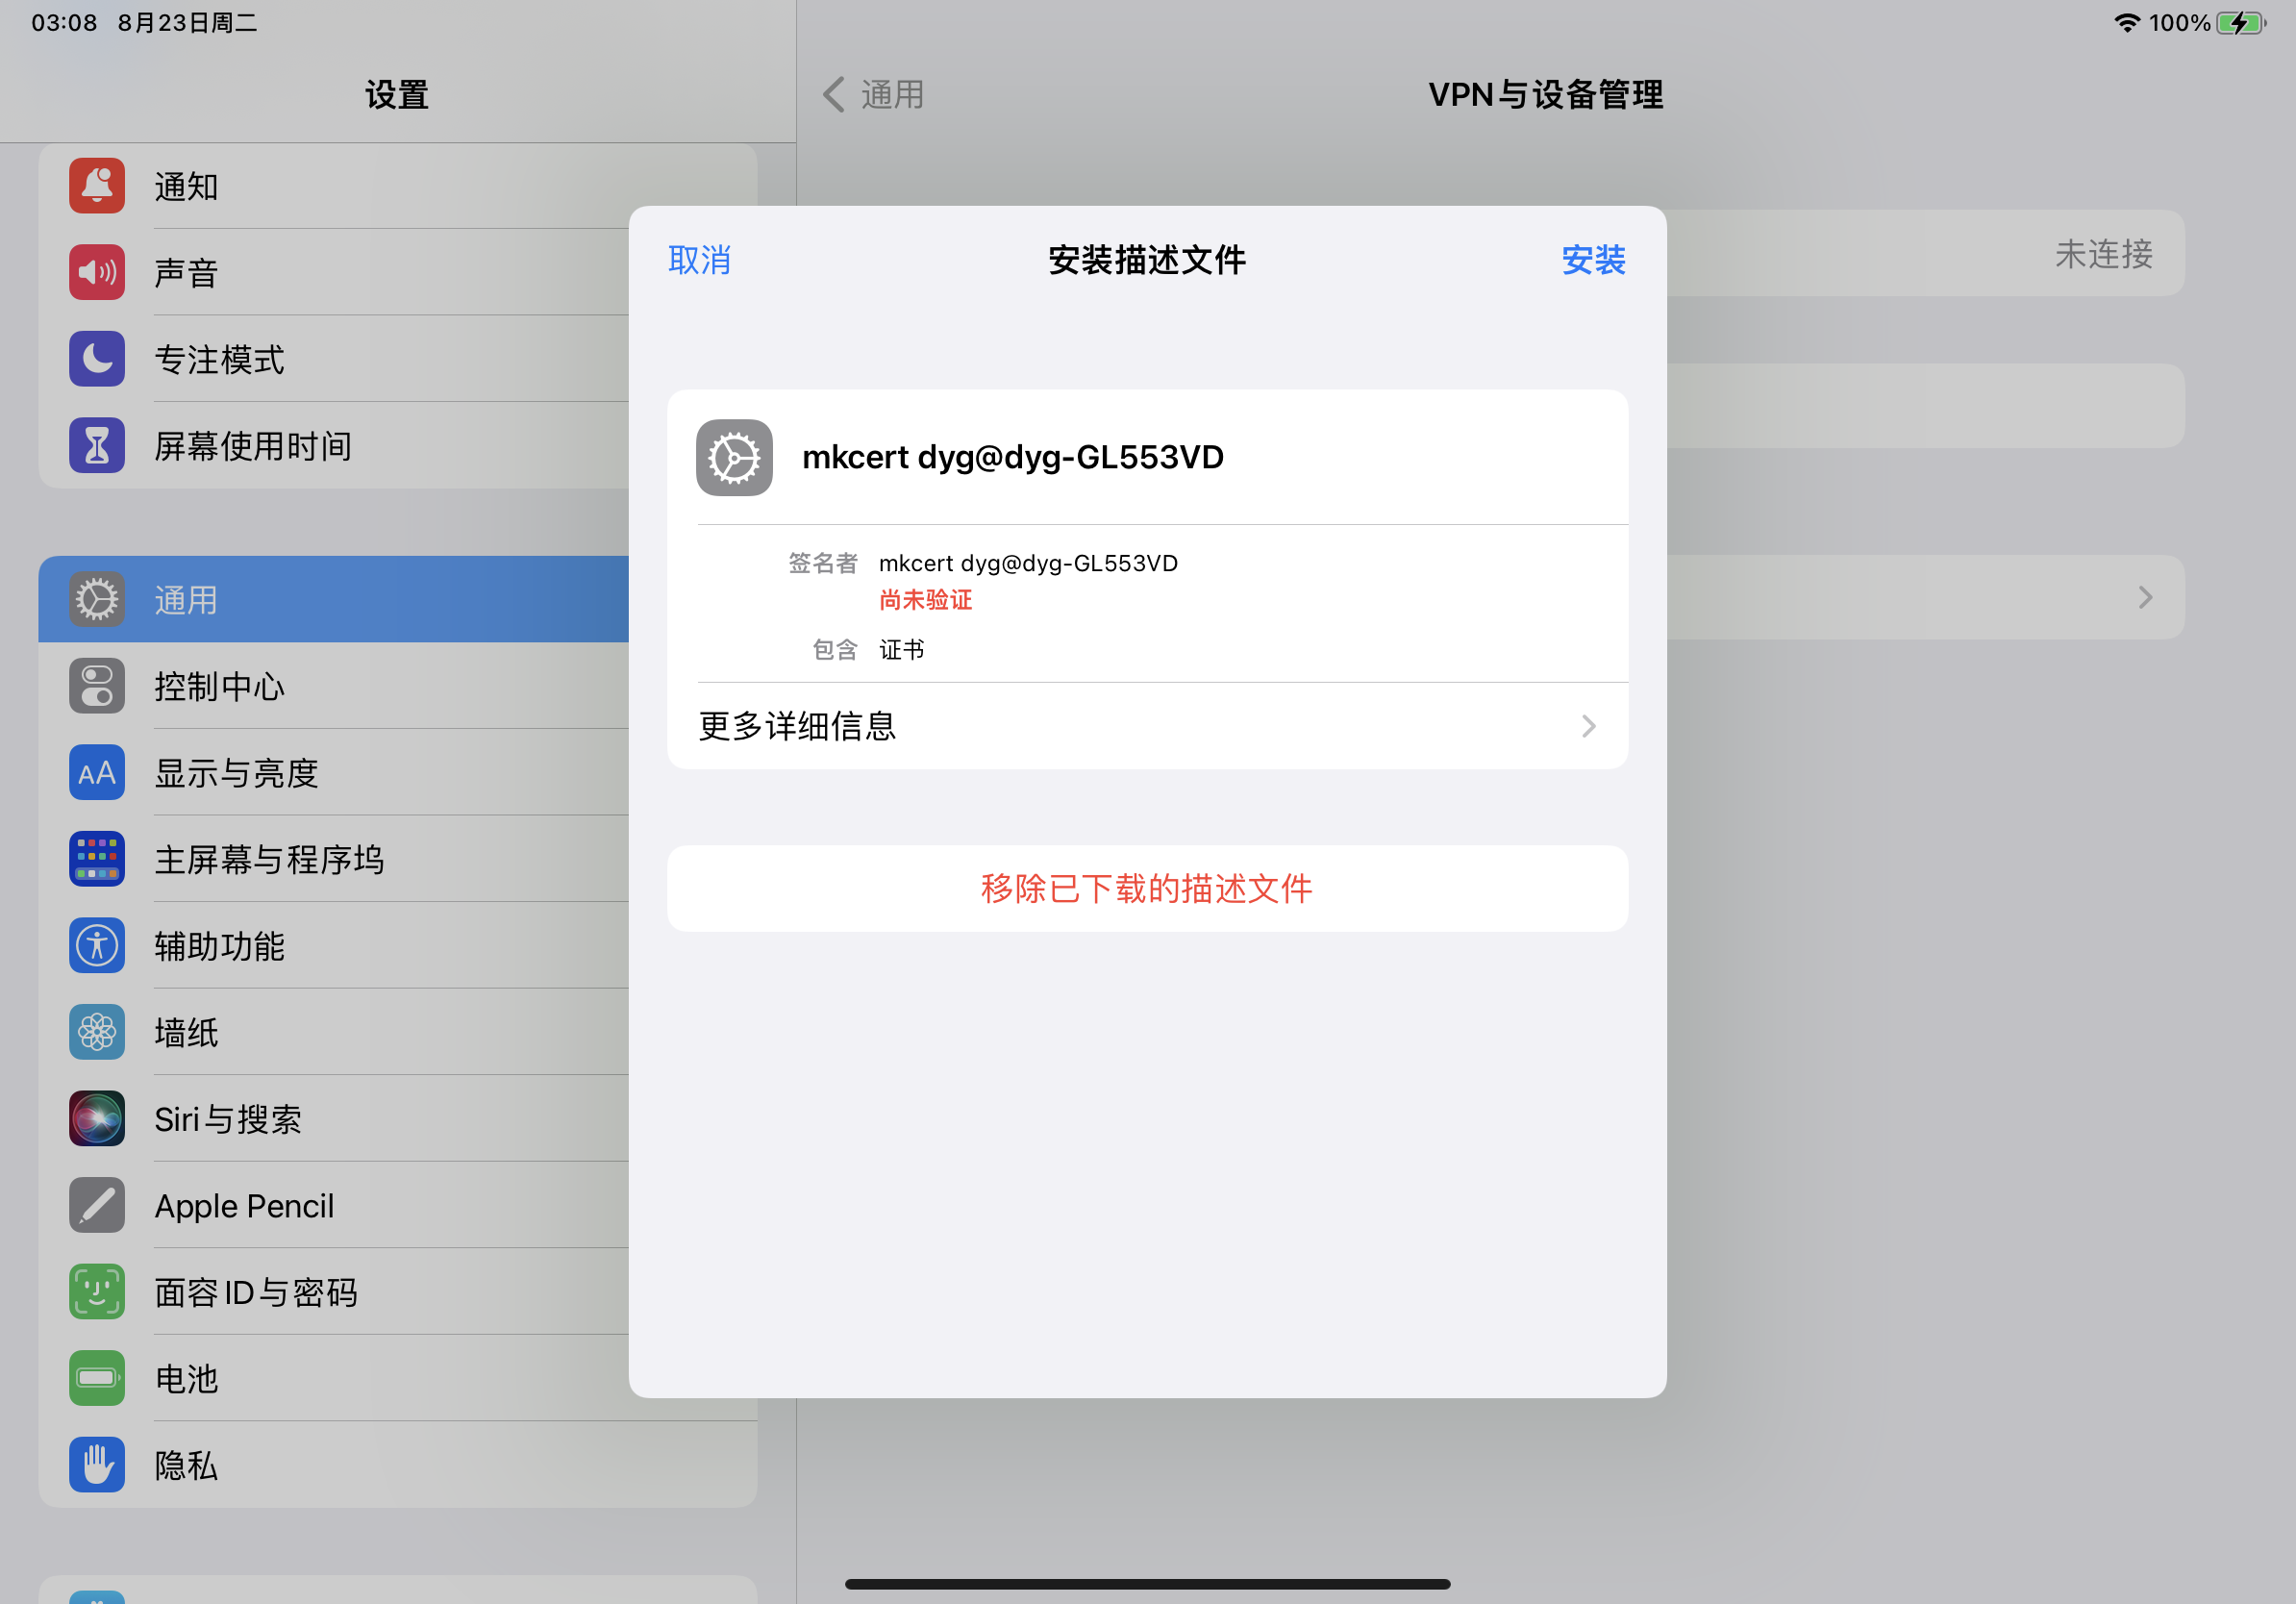 03:08 8月23日周二
100%
设置
通知
声音
专注模式
屏幕使用时间
通用
控制中心
显示与亮度
主屏幕与程序坞
辅助功能
墙纸
Siri与搜索
Apple Pencil
面容ID与密码
电池
隐私
通用
VPN与设备管理
未连接
取消
安装描述文件
安装
mkcert dyg@dyg-GL553VD
签名者 mkcert dyg@dyg-GL553VD
尚未验证
包含 证书
更多详细信息
移除已下载的描述文件